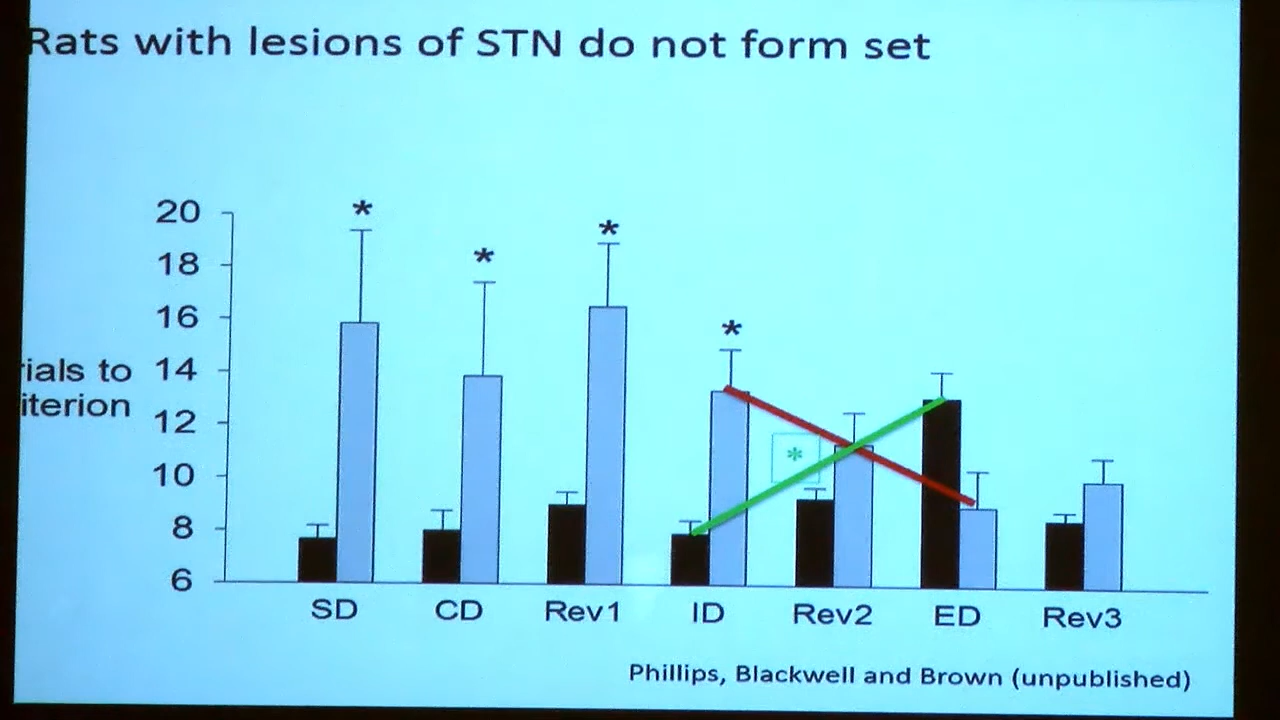 Rats with lesions of STN do not form set
20
18
16
14
12
10
8
6
ials to
iterion
*
*
*
*
*
SD CD Rev1 ID Rev2 ED Rev3
Phillips, Blackwell and Brown (unpublished)